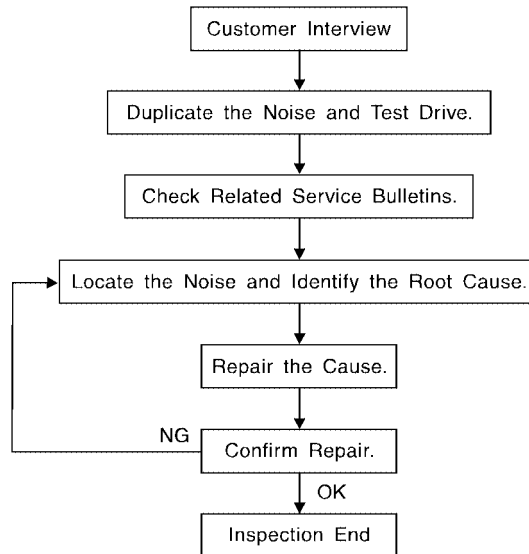 Customer Interview
Duplicate the Noise and Test Drive.
Check Related Service Bulletins.
Locate the Noise and Identify the Root Cause.
Repair the Cause.
NG
Confirm Repair.
OK
Inspection End